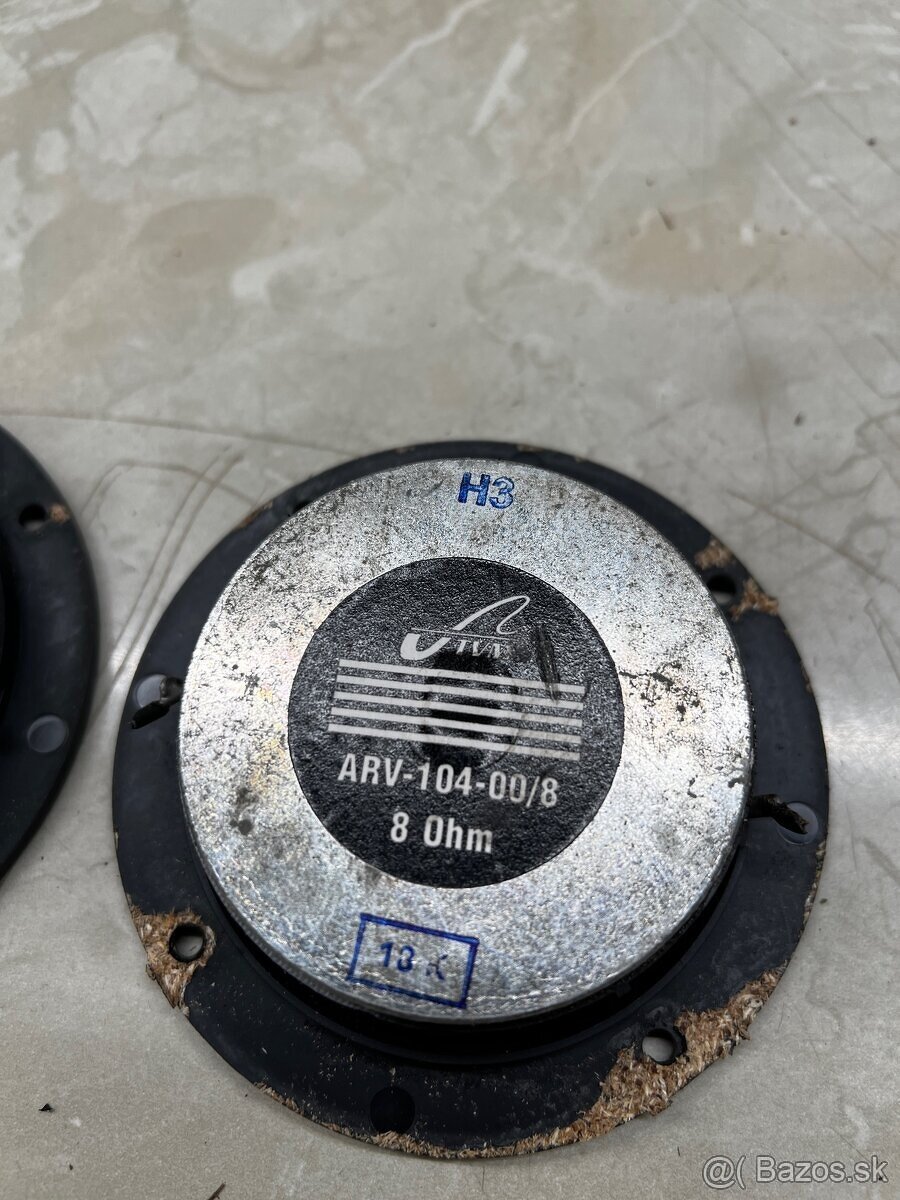 H3
ARV-104-00/8
8 Ohm
@( Bazos.sk